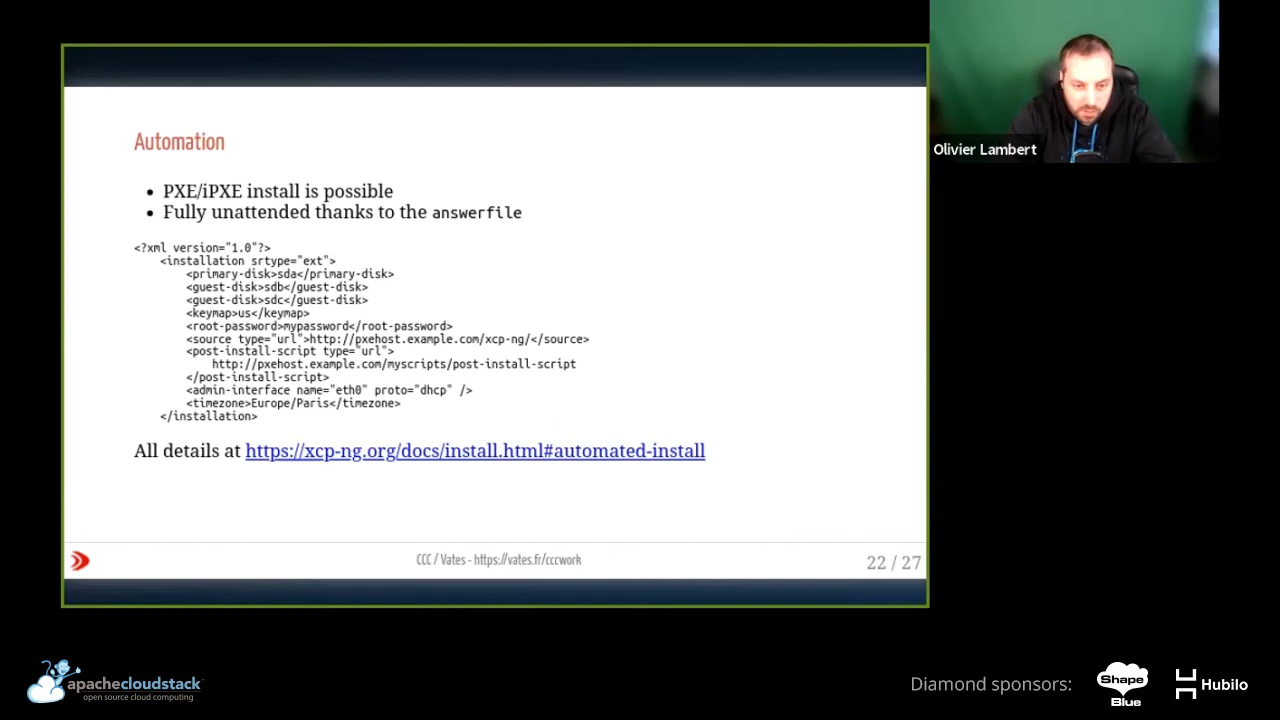 Automation
• PXE/iPXE install is possible
• Fully unattended thanks to the answerfile
<?xml version="1.0"?>
<installation srtype="ext">
<primary-disk>sda</primary-disk>
<guest-disk>sdb</guest-disk>
<guest-disk>sdc</guest-disk>
<keymap>us</keymap>
<root-password>mypassword</root-password>
<source type="url">http://pxehost.example.com/xcp-ng/</source>
<post-install-script type="url">
http://pxehost.example.com/myscripts/post-install-script
</post-install-script>
<admin-interface name="eth0" proto="dhcp" />
<timezone>Europe/Paris</timezone>
</installation>
All details at https://xcp-ng.org/docs/install.html#automated-install
CCC / Vates - https://vates.fr/cccwork
22 / 27
Olivier Lambert
apachecloudstack
open source cloud computing
Diamond sponsors:
Shape
Blue
Hubilo